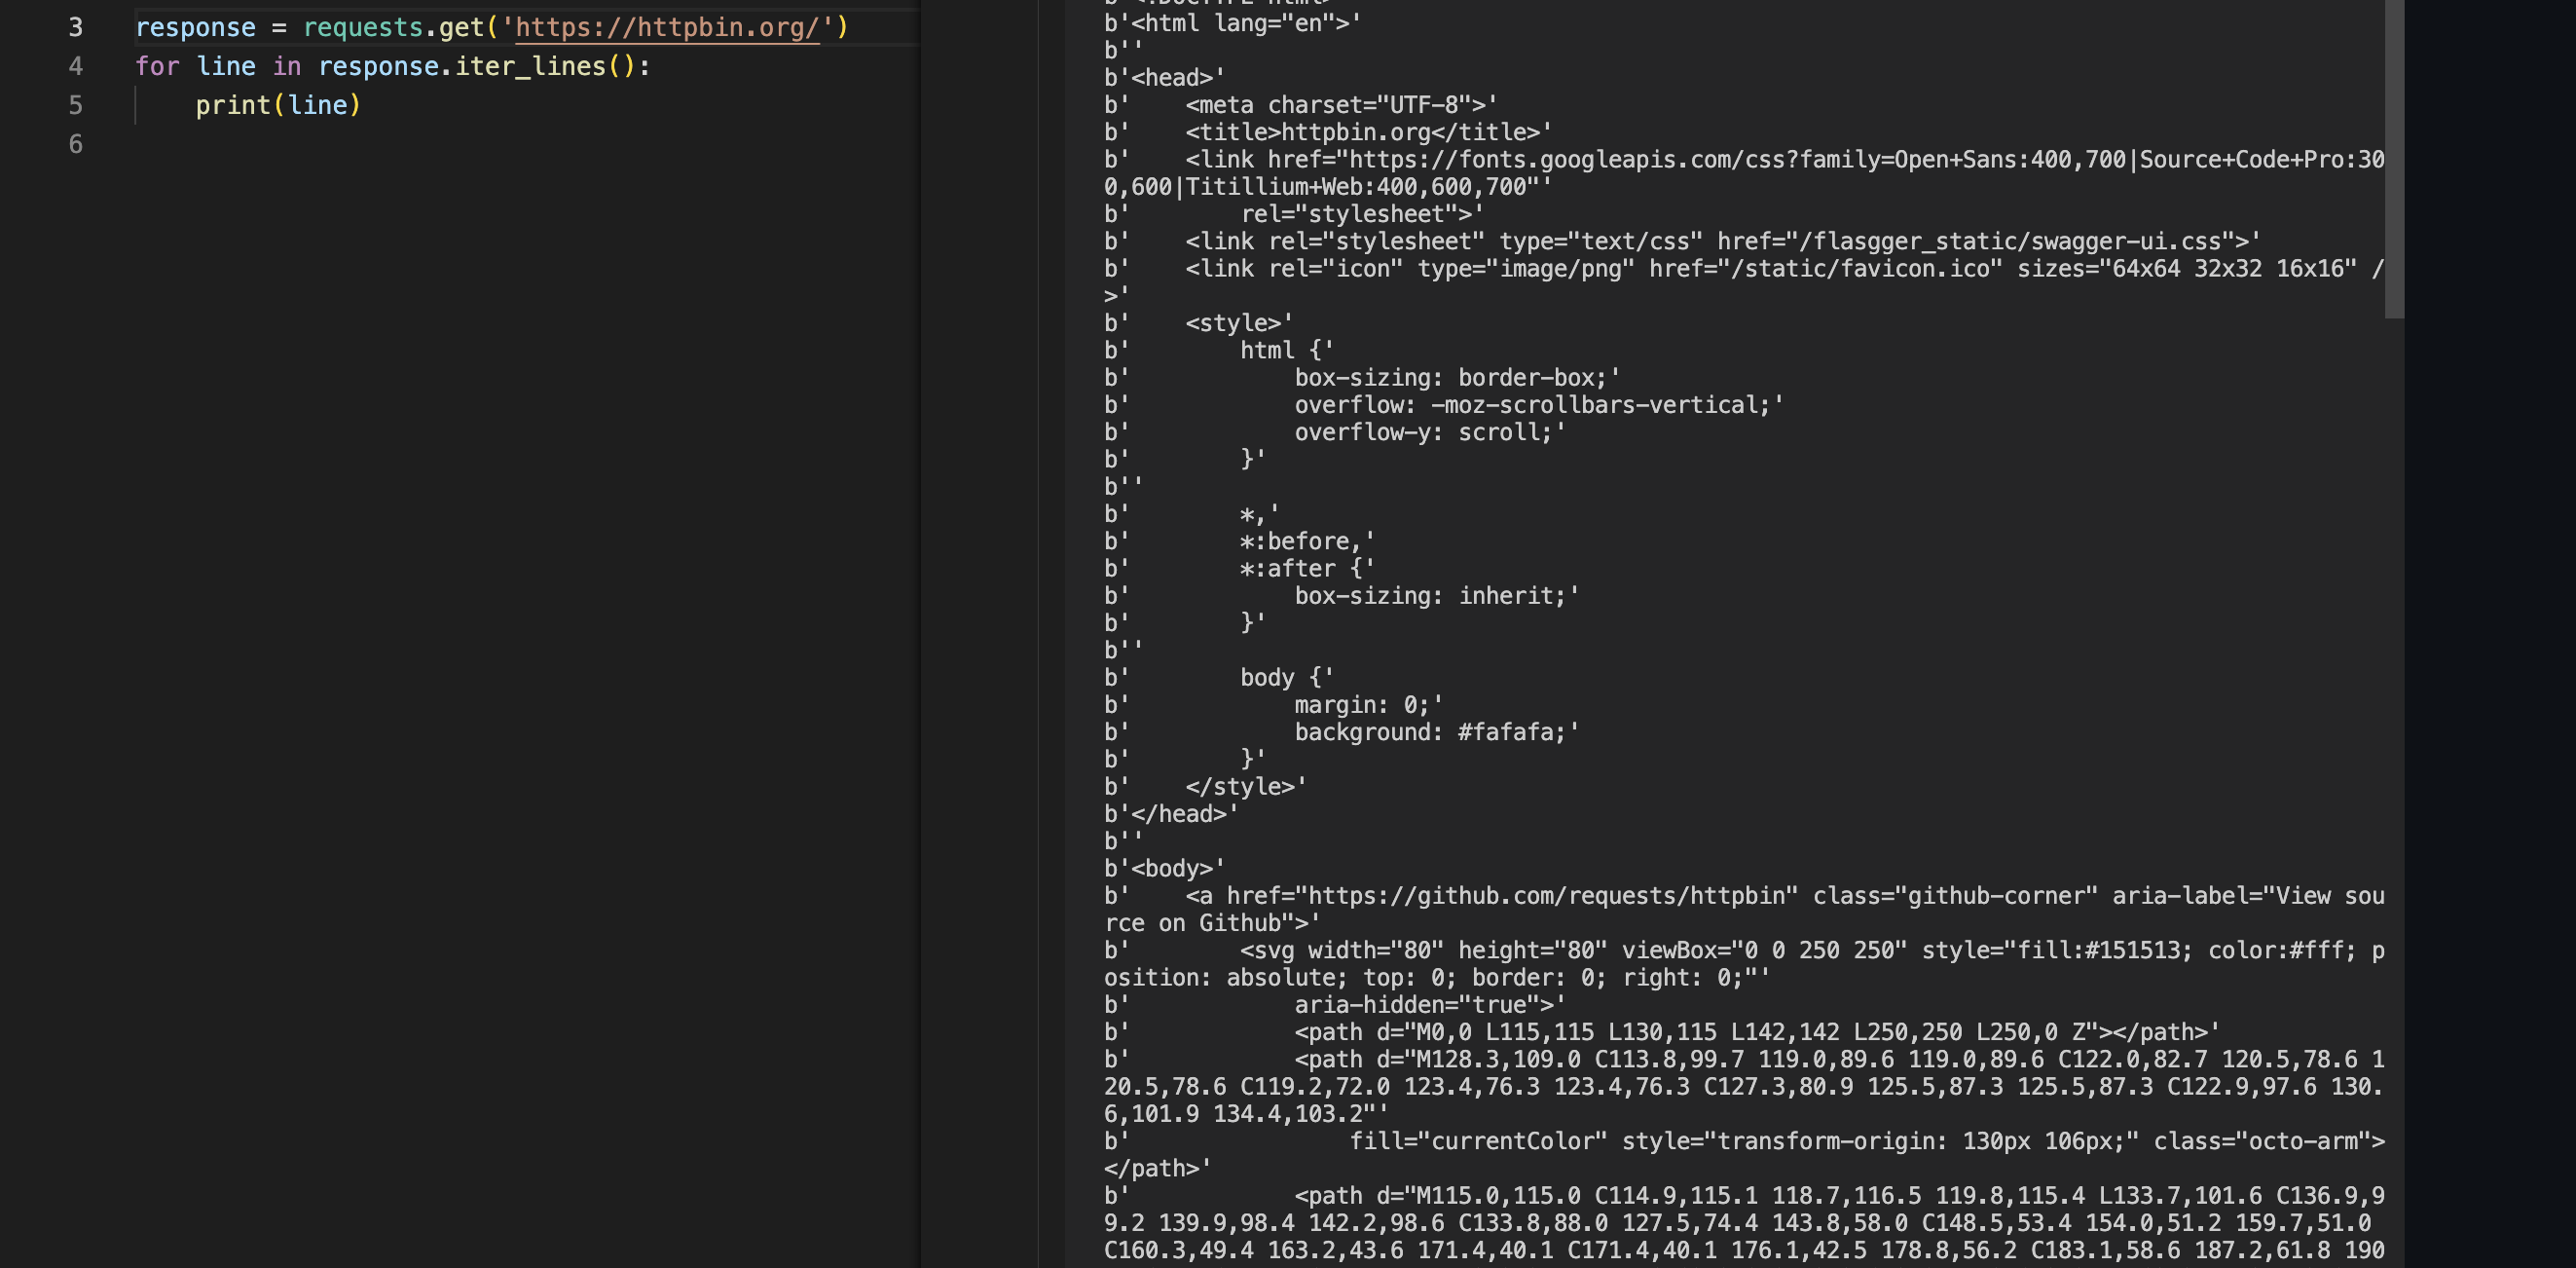 3 response = requests.get('https://httpbin.org/')
4 for line in response.iter_lines():
5     print(line)
6
b'<!DOCTYPE html>'
b'<html lang="en">'
b''
b'<head>'
b'    <meta charset="UTF-8">'
b'    <title>httpbin.org</title>'
b'    <link href="https://fonts.googleapis.com/css?family=Open+Sans:400,700|Source+Code+Pro:30
0,600|Titillium+Web:400,600,700"'
b'        rel="stylesheet">'
b'    <link rel="stylesheet" type="text/css" href="/flasgger_static/swagger-ui.css">'
b'    <link rel="icon" type="image/png" href="/static/favicon.ico" sizes="64x64 32x32 16x16" /
>'
b'    <style>'
b'        html {'
b'            box-sizing: border-box;'
b'            overflow: -moz-scrollbars-vertical;'
b'            overflow-y: scroll;'
b'        }'
b''
b'        *,'
b'        *:before,'
b'        *:after {'
b'            box-sizing: inherit;'
b'        }'
b''
b'        body {'
b'            margin: 0;'
b'            background: #fafafa;'
b'        }'
b'    </style>'
b'</head>'
b''
b'<body>'
b'    <a href="https://github.com/requests/httpbin" class="github-corner" aria-label="View sou
rce on Github">'
b'        <svg width="80" height="80" viewBox="0 0 250 250" style="fill:#151513; color:#fff; p
osition: absolute; top: 0; border: 0; right: 0;"'
b'            aria-hidden="true">'
b'            <path d="M0,0 L115,115 L130,115 L142,142 L250,250 L250,0 Z"></path>'
b'            <path d="M128.3,109.0 C113.8,99.7 119.0,89.6 119.0,89.6 C122.0,82.7 120.5,78.6 1
20.5,78.6 C119.2,72.0 123.4,76.3 123.4,76.3 C127.3,80.9 125.5,87.3 125.5,87.3 C122.9,97.6 130.
6,101.9 134.4,103.2"'
b'                fill="currentColor" style="transform-origin: 130px 106px;" class="octo-arm">
</path>'
b'            <path d="M115.0,115.0 C114.9,115.1 118.7,116.5 119.8,115.4 L133.7,101.6 C136.9,9
9.2 139.9,98.4 142.2,98.6 C133.8,88.0 127.5,74.4 143.8,58.0 C148.5,53.4 154.0,51.2 159.7,51.0
C160.3,49.4 163.2,43.6 171.4,40.1 C171.4,40.1 176.1,42.5 178.8,56.2 C183.1,58.6 187.2,61.8 190